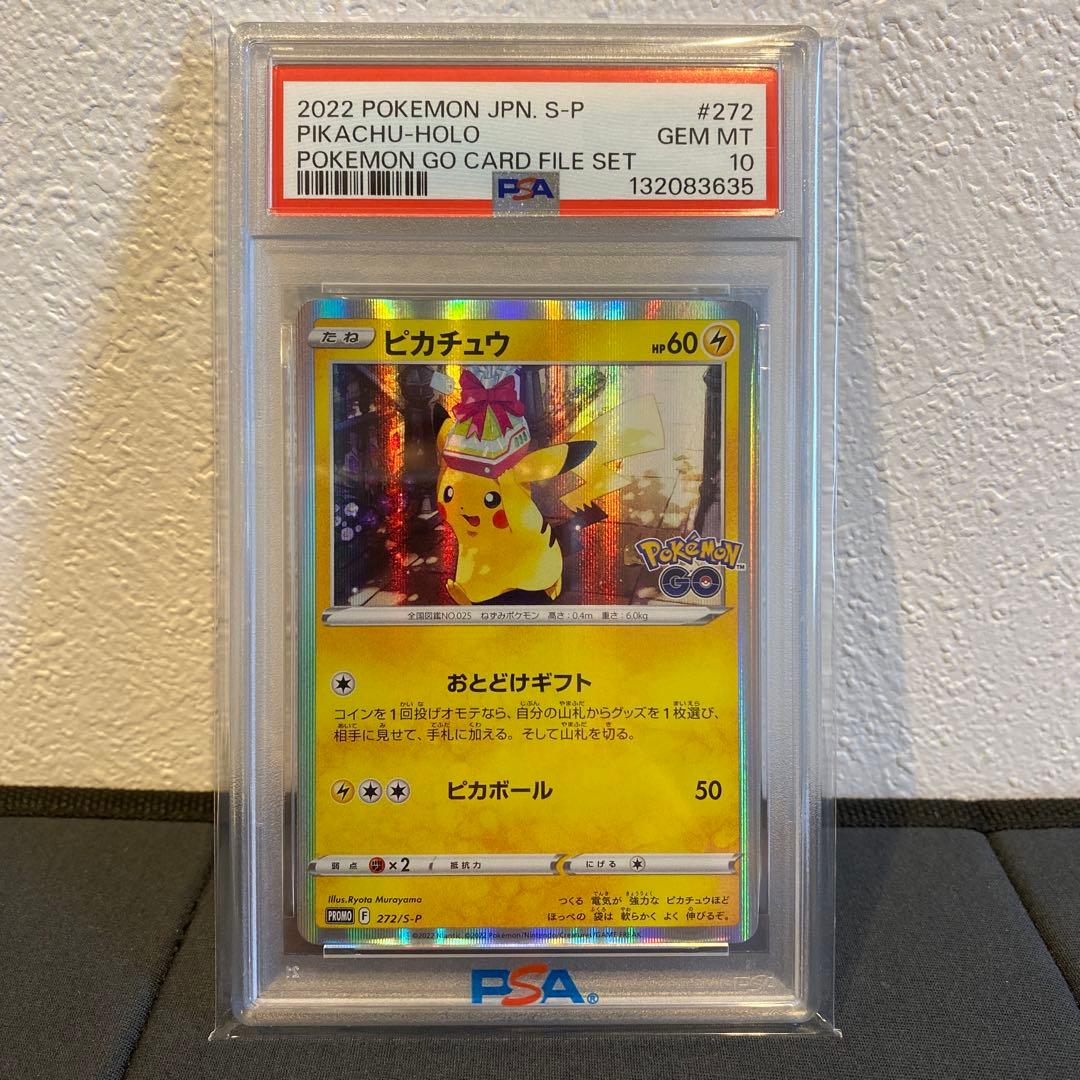 2022 POKEMON JPN. S-P #272
PIKACHU-HOLO GEM MT
POKEMON GO CARD FILE SET 10
PSA 132083635
たね ピカチュウ HP60
Pokémon™
GO
全国図鑑NO.025 ねずみポケモン 高さ:0.4m 重さ:6.0kg
おとどけギフト
コインを1回投げオモテなら、自分の山札からグッズを1枚選び、
相手に見せて、手札に加える。そして山札を切る。
ピカボール 50
弱点 ×2 抵抗力 にげる
Illus.Ryota Murayama
つくる 電気が 強力な ピカチュウほど
ほっぺの 袋は 軟らかく よく 伸びるぞ。
PROMO F 272/S-P
©2022 Niantic. ©2022 Pokémon/Nintendo/Creatures/GAME FREAK.
PSA®